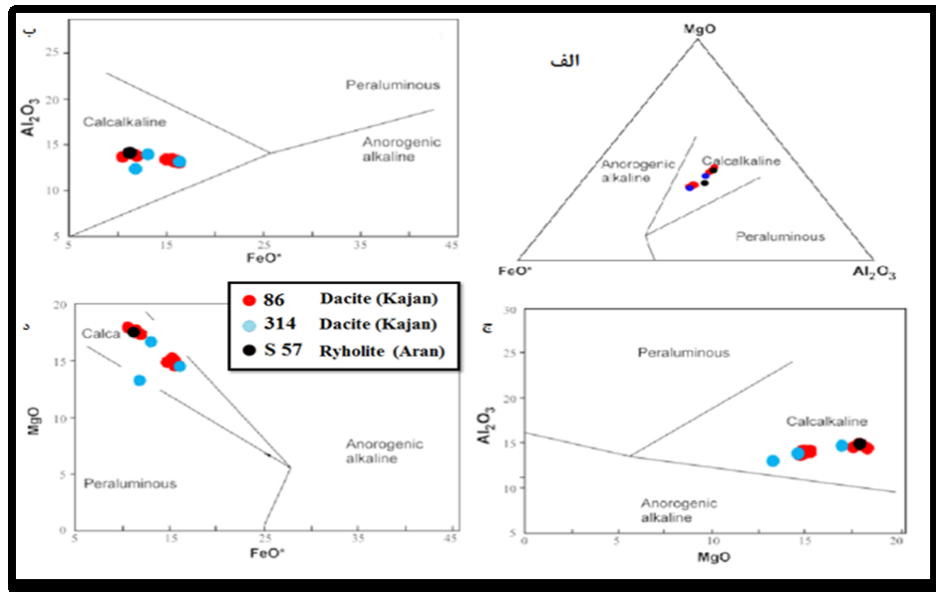 ب
Al₂O₃
25
20
15
10
5
Peraluminous
Calcalkaline
Anorogenic
alkaline
5
15
25
35
45
FeO*
الف
MgO
Anorogenic
alkaline
Calcalkaline
Peraluminous
FeO*
Al₂O₃
MgO
20
15
10
5
0
Calca
Peraluminous
Anorogenic
alkaline
5
15
25
35
45
FeO*
86 Dacite (Kajan)
314 Dacite (Kajan)
S 57 Ryholite (Aran)
Al₂O₃
30
25
20
15
10
5
Peraluminous
Calcalkaline
Anorogenic
alkaline
0
5
10
15
20
MgO